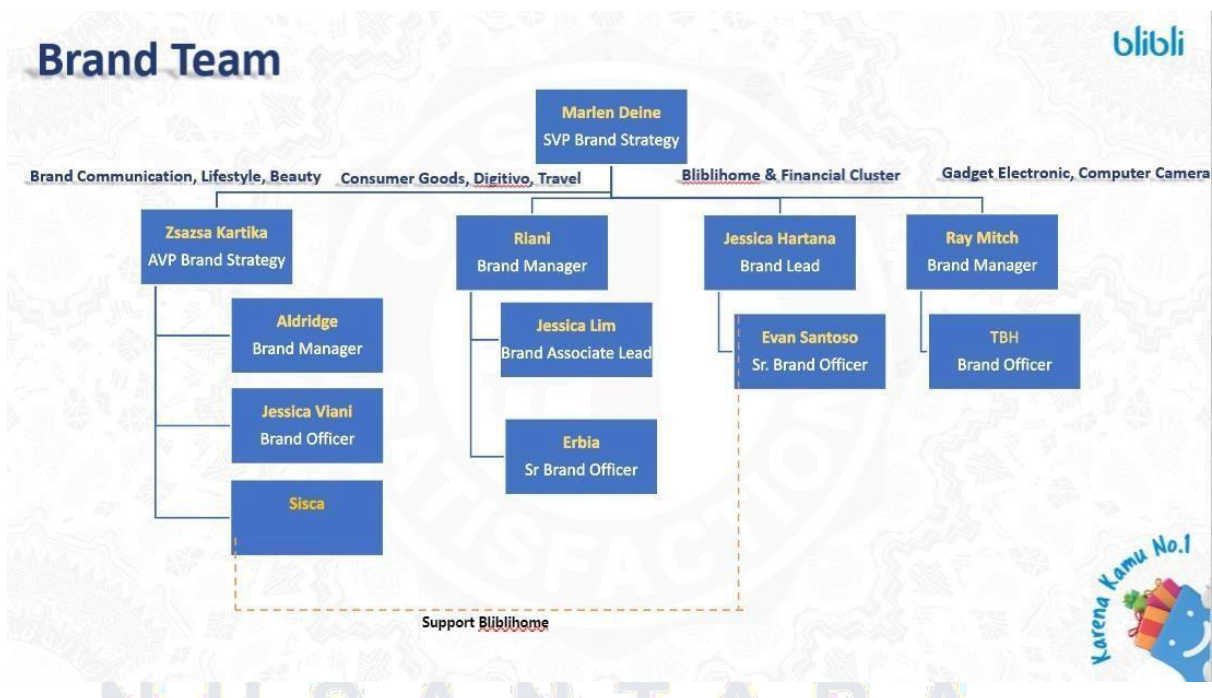 Brand Team
blibli
Marlen Deine
SVP Brand Strategy
Brand Communication, Lifestyle, Beauty
Consumer Goods, Digitivo, Travel
Bliblihome & Financial Cluster
Gadget Electronic, Computer Camera
Zsazsa Kartika
AVP Brand Strategy
Riani
Brand Manager
Jessica Hartana
Brand Lead
Ray Mitch
Brand Manager
Aldridge
Brand Manager
Jessica Lim
Brand Associate Lead
Evan Santoso
Sr. Brand Officer
TBH
Brand Officer
Jessica Viani
Brand Officer
Erbia
Sr Brand Officer
Sisca
Support Bliblihome
Karena Kamu No.1
CUSTOMER
SATISFACTION
NUSANTARA